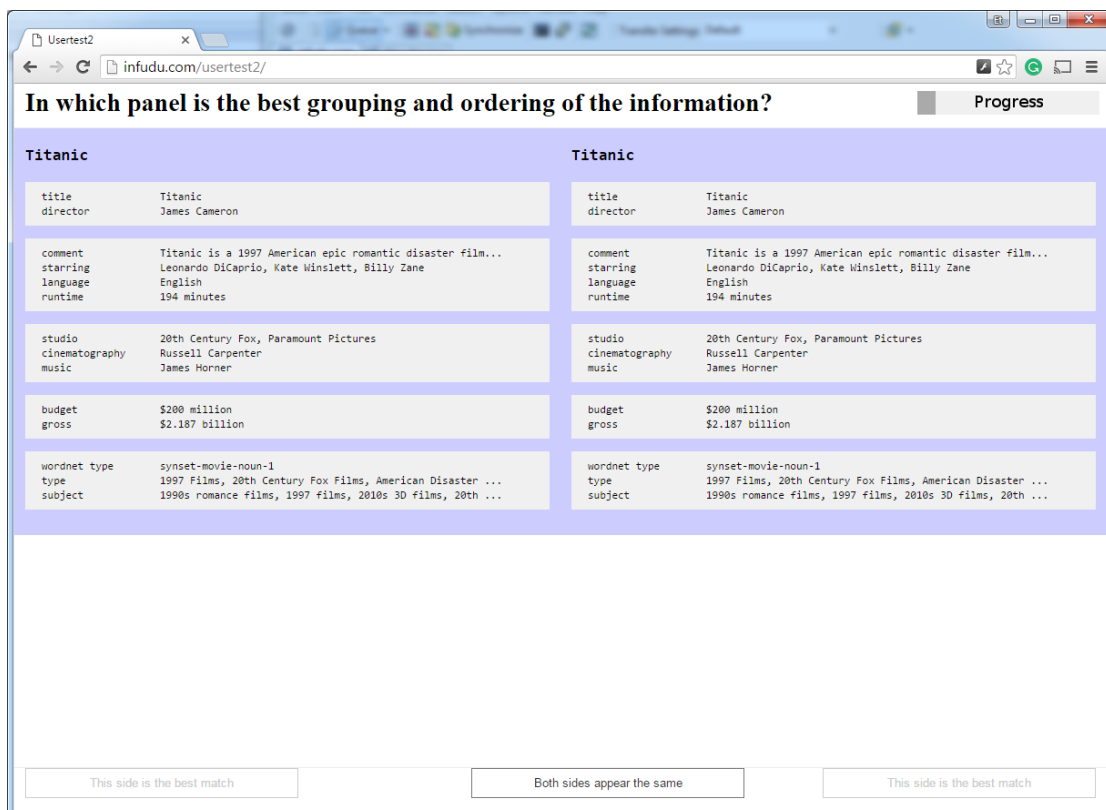 Usertest2
infudu.com/usertest2/
In which panel is the best grouping and ordering of the information?
Progress
Titanic
title Titanic
director James Cameron
comment Titanic is a 1997 American epic romantic disaster film...
starring Leonardo DiCaprio, Kate Winslett, Billy Zane
language English
runtime 194 minutes
studio 20th Century Fox, Paramount Pictures
cinematography Russell Carpenter
music James Horner
budget $200 million
gross $2.187 billion
wordnet type synset-movie-noun-1
type 1997 Films, 20th Century Fox Films, American Disaster ...
subject 1990s romance films, 1997 films, 2010s 3D films, 20th ...
Titanic
title Titanic
director James Cameron
comment Titanic is a 1997 American epic romantic disaster film...
starring Leonardo DiCaprio, Kate Winslett, Billy Zane
language English
runtime 194 minutes
studio 20th Century Fox, Paramount Pictures
cinematography Russell Carpenter
music James Horner
budget $200 million
gross $2.187 billion
wordnet type synset-movie-noun-1
type 1997 Films, 20th Century Fox Films, American Disaster ...
subject 1990s romance films, 1997 films, 2010s 3D films, 20th ...
This side is the best match
Both sides appear the same
This side is the best match